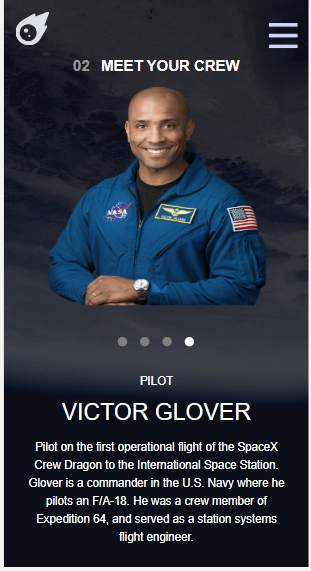 02 MEET YOUR CREW
NASA
PILOT
VICTOR GLOVER
Pilot on the first operational flight of the SpaceX
Crew Dragon to the International Space Station.
Glover is a commander in the U.S. Navy where he
pilots an F/A-18. He was a crew member of
Expedition 64, and served as a station systems
flight engineer.